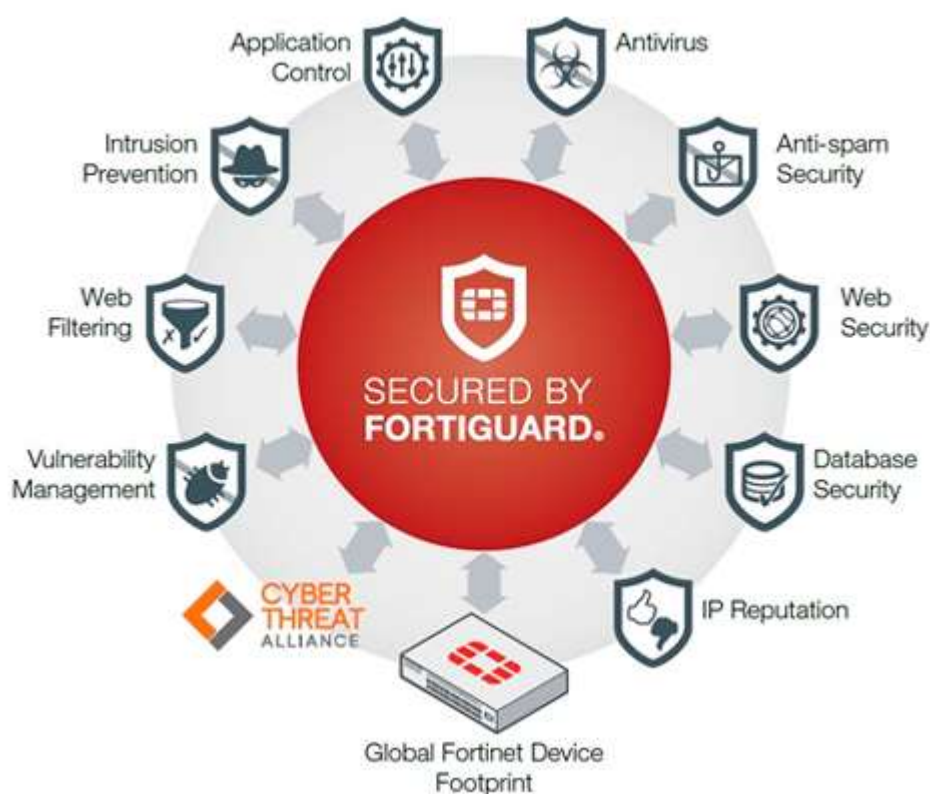 Application
Control
Antivirus
Intrusion
Prevention
Anti-spam
Security
Web
Filtering
Web
Security
SECURED BY
FORTIGUARD®
Vulnerability
Management
Database
Security
CYBER
THREAT
ALLIANCE
IP Reputation
Global Fortinet Device
Footprint